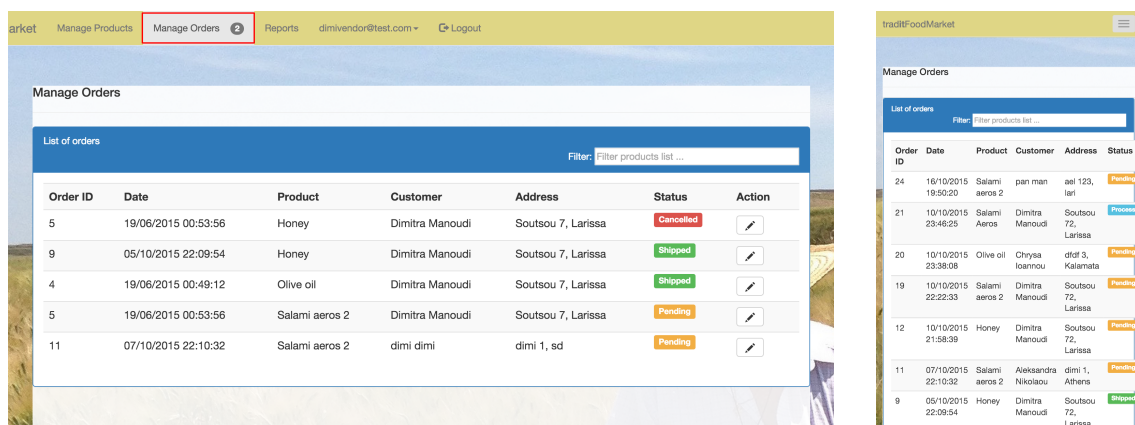 arket Manage Products Manage Orders 2 Reports dimivendor@test.com Logout
Manage Orders
List of orders
Filter: Filter products list ...
Order ID Date Product Customer Address Status Action
5 19/06/2015 00:53:56 Honey Dimitra Manoudi Soutsou 7, Larissa Cancelled
9 05/10/2015 22:09:54 Honey Dimitra Manoudi Soutsou 7, Larissa Shipped
4 19/06/2015 00:49:12 Olive oil Dimitra Manoudi Soutsou 7, Larissa Shipped
5 19/06/2015 00:53:56 Salami aeros 2 Dimitra Manoudi Soutsou 7, Larissa Pending
11 07/10/2015 22:10:32 Salami aeros 2 dimi dimi dimi 1, sd Pending
traditFoodMarket
Manage Orders
List of orders
Filter: Filter products list ...
Order Date Product Customer Address Status
ID
24 16/10/2015 Salami pan man ael 123, Pending
19:50:20 aeros 2 lari
21 10/10/2015 Salami Dimitra Soutsou Process
23:46:25 Aeros Manoudi 72,
Larissa
20 10/10/2015 Olive oil Chrysa dfdf 3, Pending
23:38:08 Ioannou Kalamata
19 10/10/2015 Salami Dimitra Soutsou Pending
22:22:33 aeros 2 Manoudi 72,
Larissa
12 10/10/2015 Honey Dimitra Soutsou Pending
21:58:39 Manoudi 72,
Larissa
11 07/10/2015 Salami Aleksandra dimi 1, Pending
22:10:32 aeros 2 Nikolaou Athens
9 05/10/2015 Honey Dimitra Soutsou Shipped
22:09:54 Manoudi 72,
Larissa